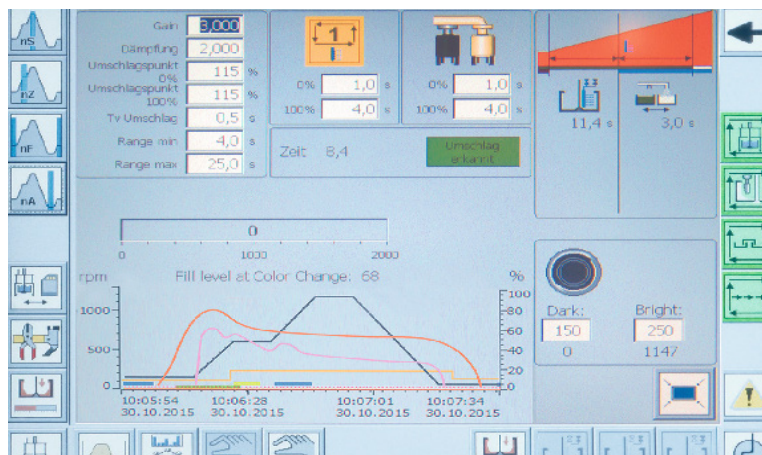 nS
nZ
nF
nA
Gain 3,000
Dämpfung 2,000
Umschlagspunkt 0% 115 %
Umschlagspunkt 100% 115 %
Tv Umschlag 0,5 s
Range min 4,0 s
Range max 25,0 s
1
0% 1,0 s
100% 4,0 s
0% 1,0 s
100% 4,0 s
Zeit 8,4
Umschlag
erkannt
11,4 s
3,0 s
0
0 1000 2000
rpm
Fill level at Color Change: 68
%
1000
500
0
100
80
60
40
20
0
10:05:54 10:06:28 10:07:01 10:07:34
30.10.2015 30.10.2015 30.10.2015 30.10.2015
Dark: Bright:
150 250
0 1147